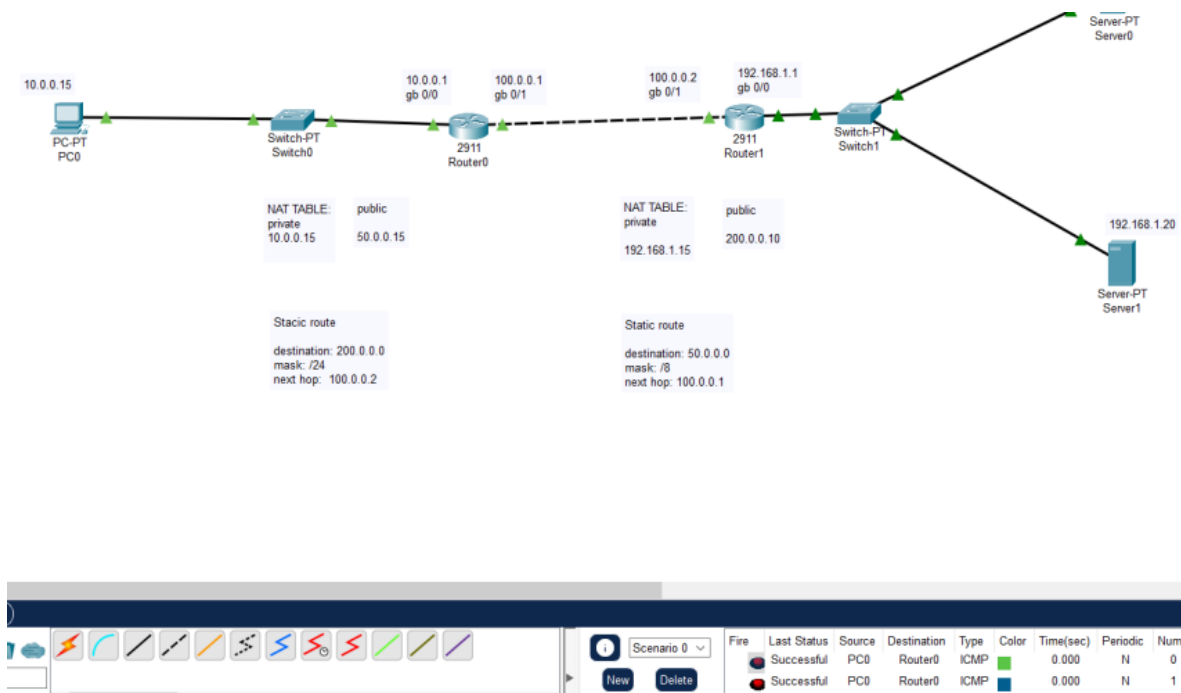 Server-PT
Server0
10.0.0.15
10.0.0.1
gb 0/0
100.0.0.1
gb 0/1
100.0.0.2
gb 0/1
192.168.1.1
gb 0/0
PC-PT
PC0
Switch-PT
Switch0
2911
Router0
2911
Router1
Switch-PT
Switch1
NAT TABLE:
private
10.0.0.15
public
50.0.0.15
NAT TABLE:
private
192.168.1.15
public
200.0.0.10
192.168.1.20
Server-PT
Server1
Stacic route
destination: 200.0.0.0
mask: /24
next hop: 100.0.0.2
Static route
destination: 50.0.0.0
mask: /8
next hop: 100.0.0.1
Scenario 0
New Delete
Fire Last Status Source Destination Type Color Time(sec) Periodic Num
Successful PC0 Router0 ICMP 0.000 N 0
Successful PC0 Router0 ICMP 0.000 N 1